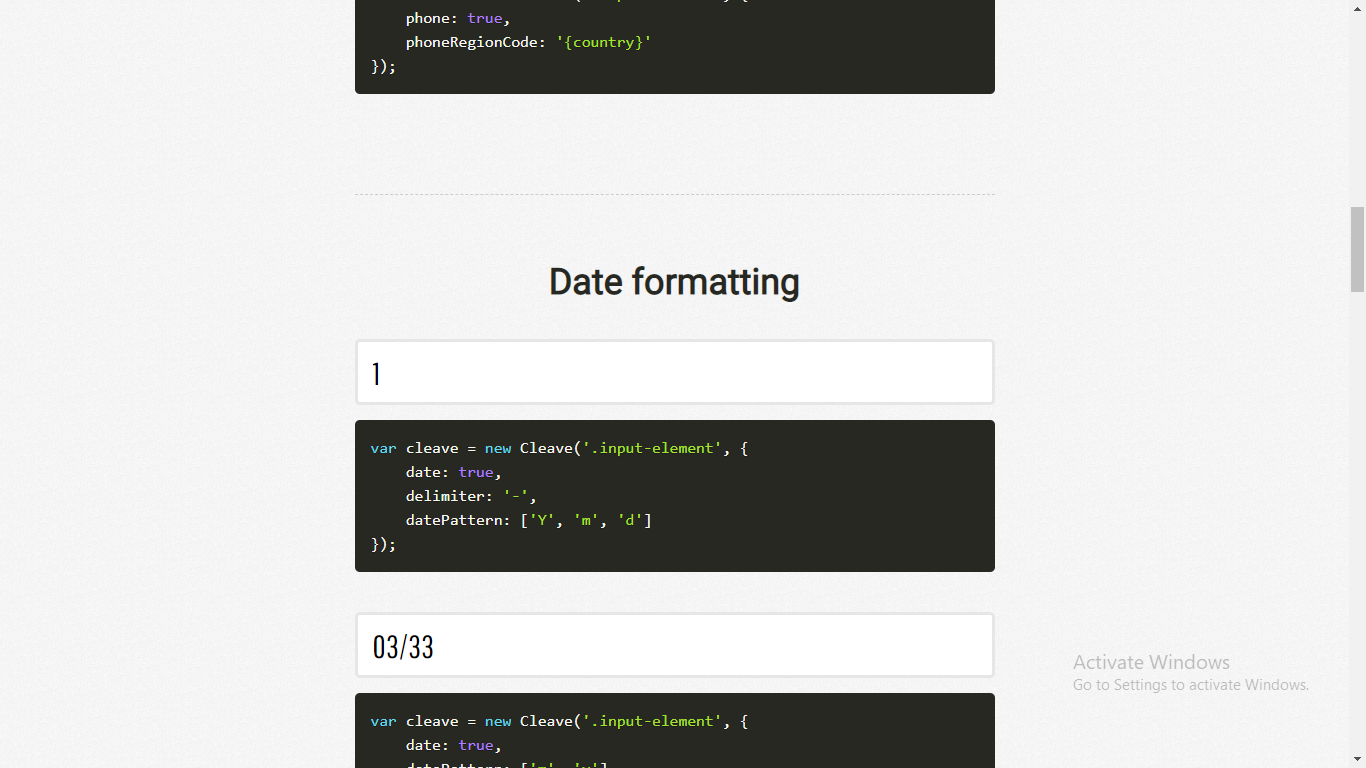 phone: true,
phoneRegionCode: '{country}'
});
Date formatting
1
var cleave = new Cleave('.input-element', {
date: true,
delimiter: '-',
datePattern: ['Y', 'm', 'd']
});
03/33
Activate Windows
Go to Settings to activate Windows.
var cleave = new Cleave('.input-element', {
date: true,